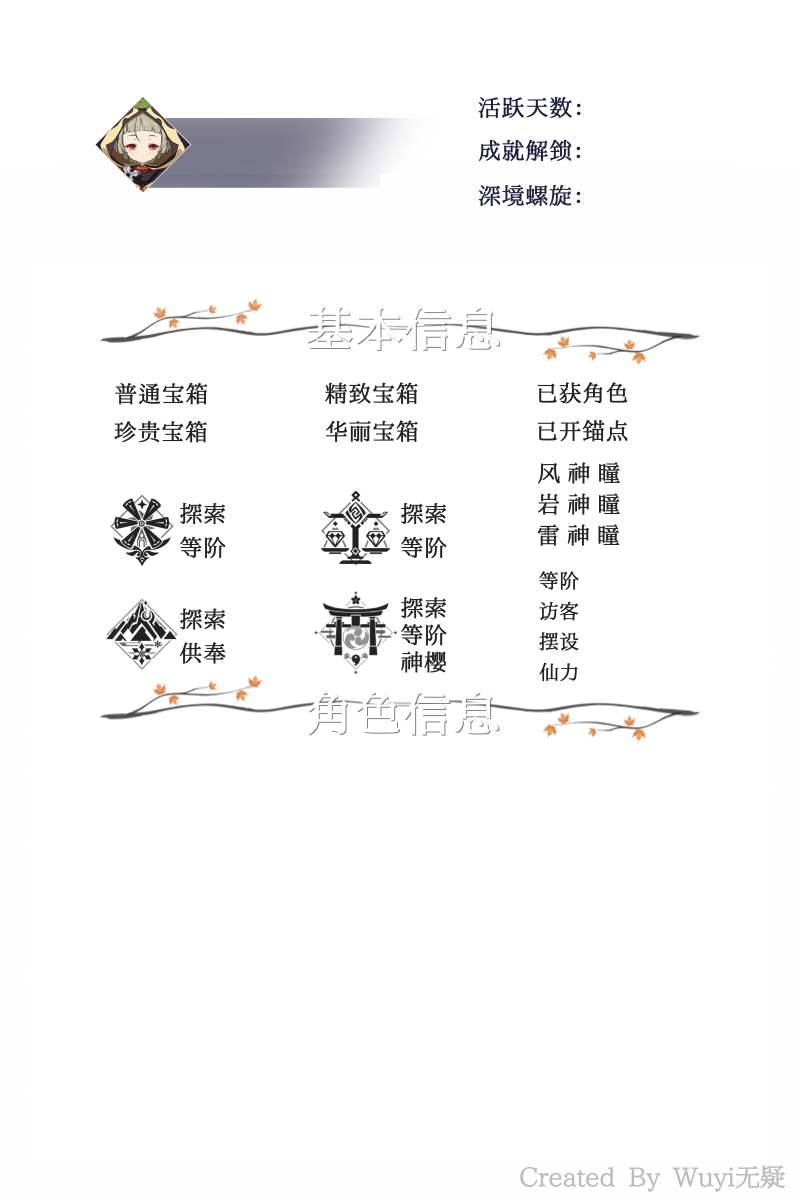 活跃天数：
成就解锁：
深境螺旋：
基本信息
普通宝箱 精致宝箱 已获角色
珍贵宝箱 华丽宝箱 已开锚点
风神瞳
岩神瞳
雷神瞳
探索
等阶
探索
等阶
探索
供奉
探索
等阶
神樱
等阶
访客
摆设
仙力
角色信息
Created By Wuyi无疑